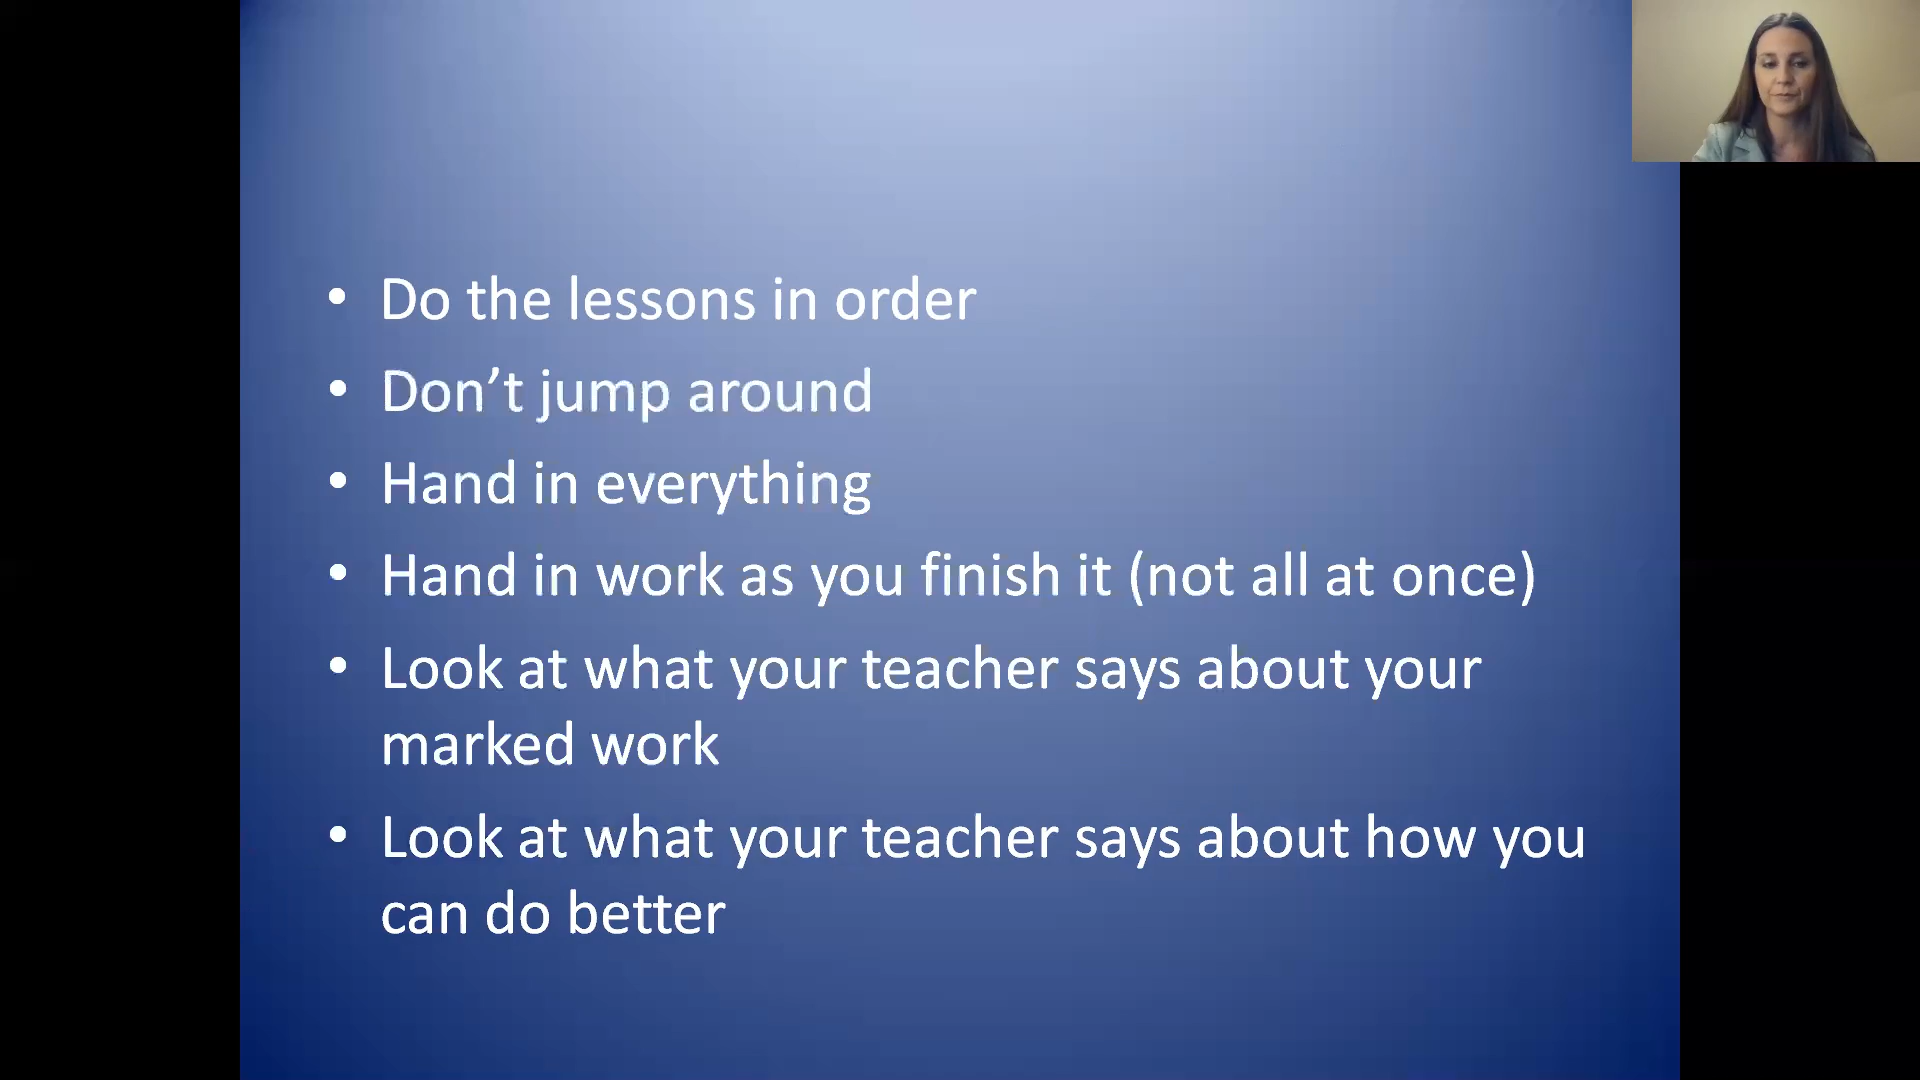 • Do the lessons in order
• Don’t jump around
• Hand in everything
• Hand in work as you finish it (not all at once)
• Look at what your teacher says about your
marked work
• Look at what your teacher says about how you
can do better